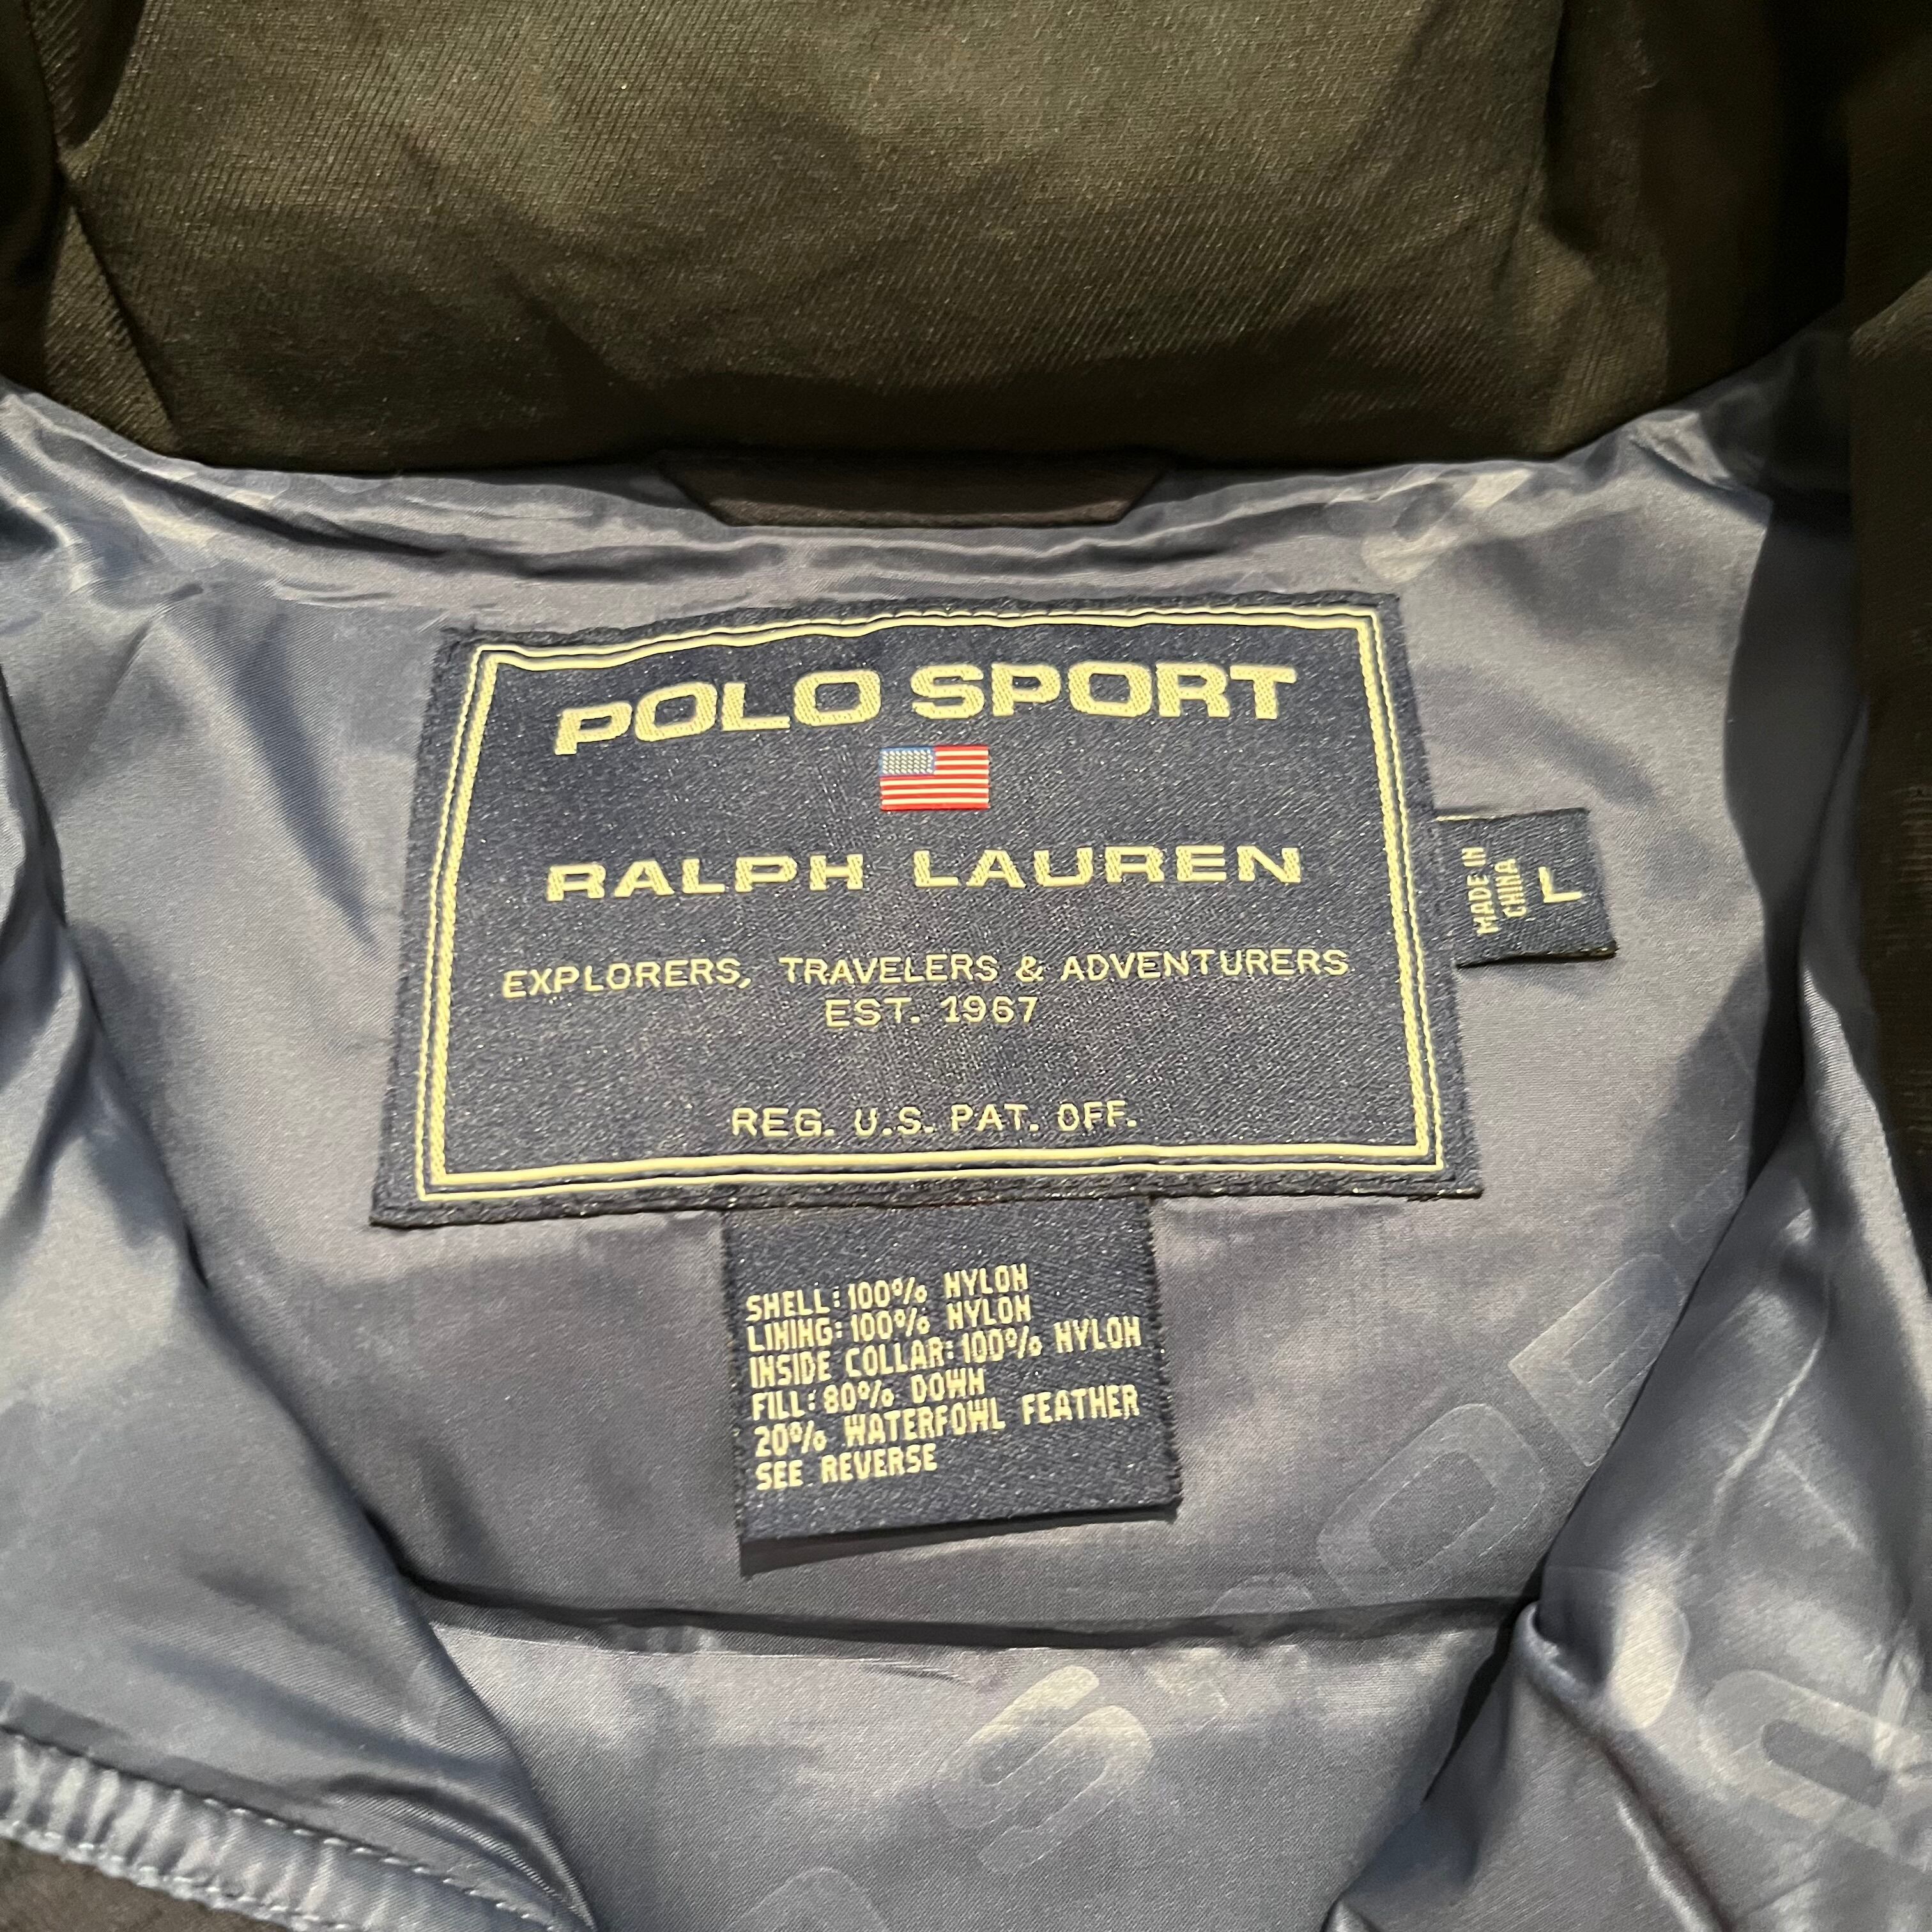 POLO SPORT
RALPH LAUREN
EXPLORERS, TRAVELERS & ADVENTURERS
EST. 1967
REG. U.S. PAT. OFF.
MADE IN
CHINA
L
SHELL: 100% NYLON
LINING: 100% NYLON
INSIDE COLLAR: 100% NYLON
FILL: 80% DOWN
20% WATERFOWL FEATHER
SEE REVERSE